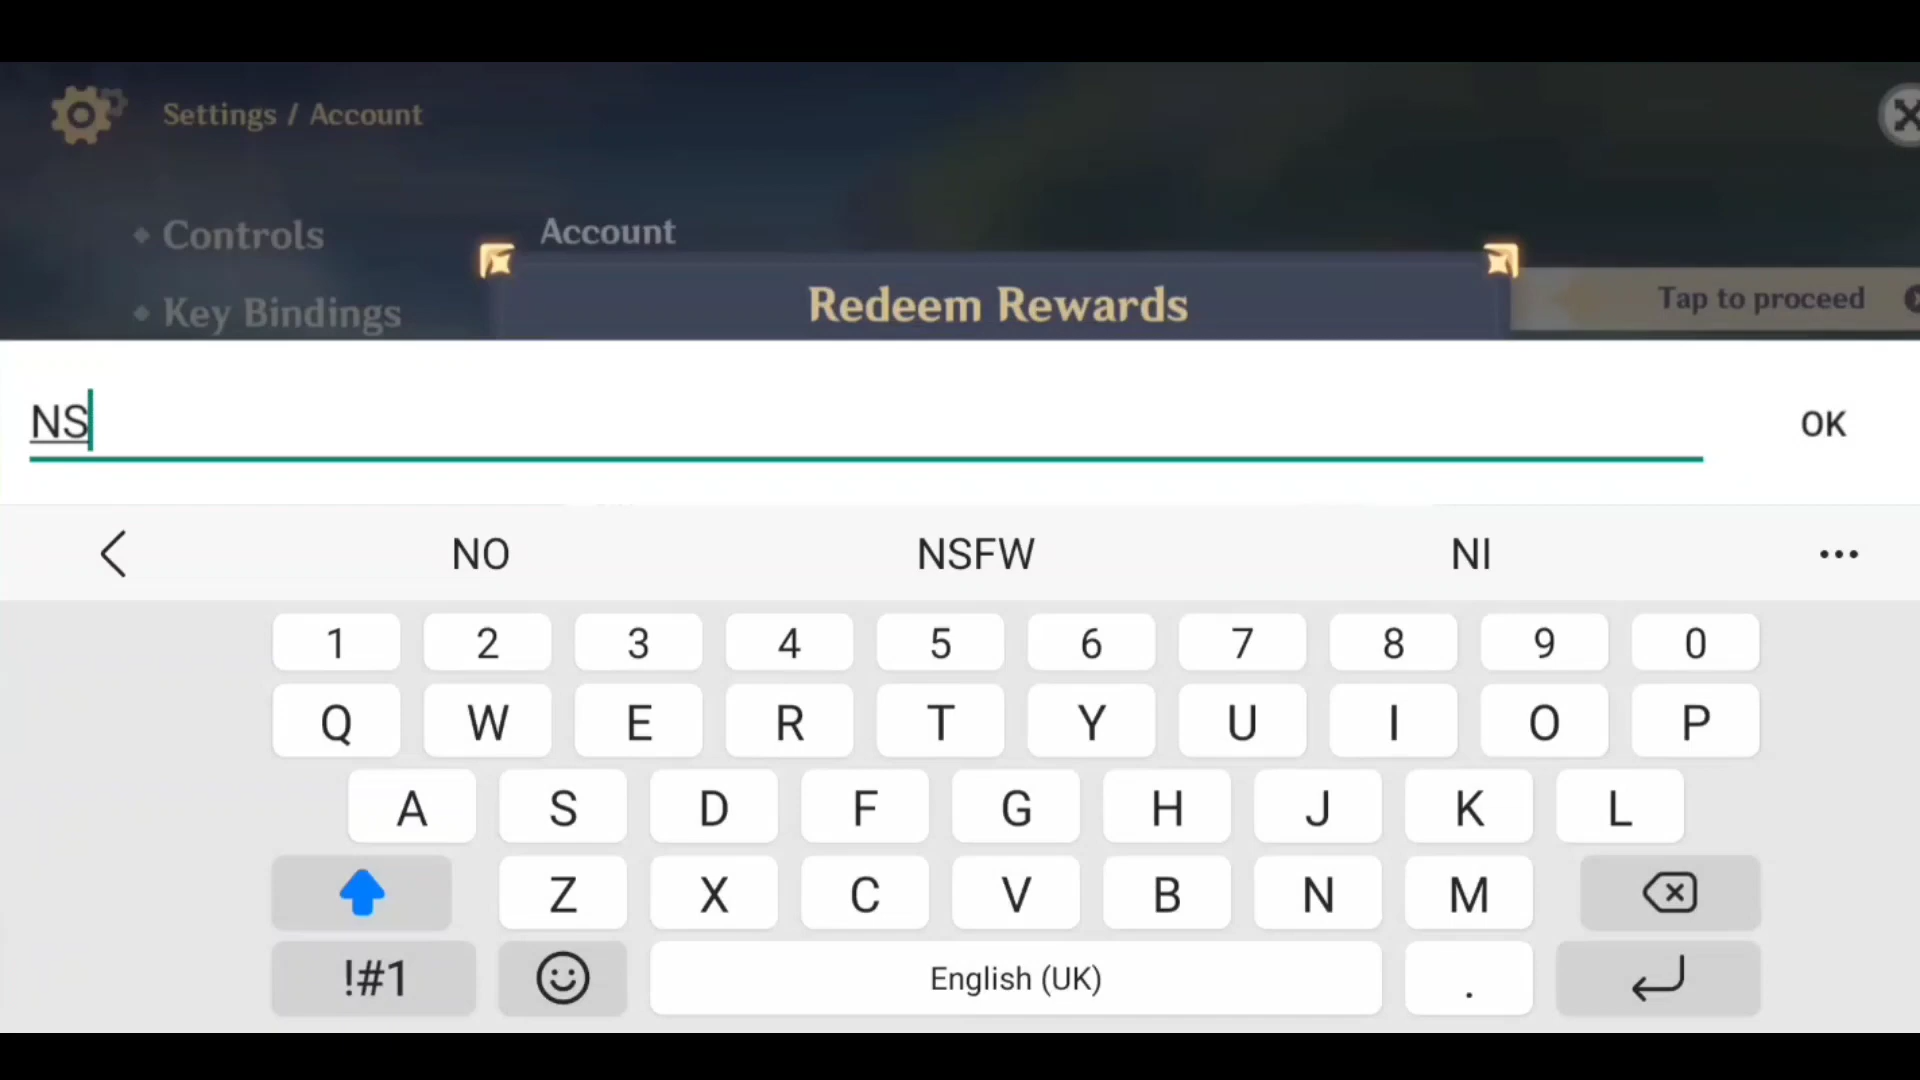 Settings / Account
Controls
Account
Key Bindings
Redeem Rewards
Tap to proceed
NS
OK
NO NSFW NI
1 2 3 4 5 6 7 8 9 0
Q W E R T Y U I O P
A S D F G H J K L
Z X C V B N M
!#1 English (UK) .